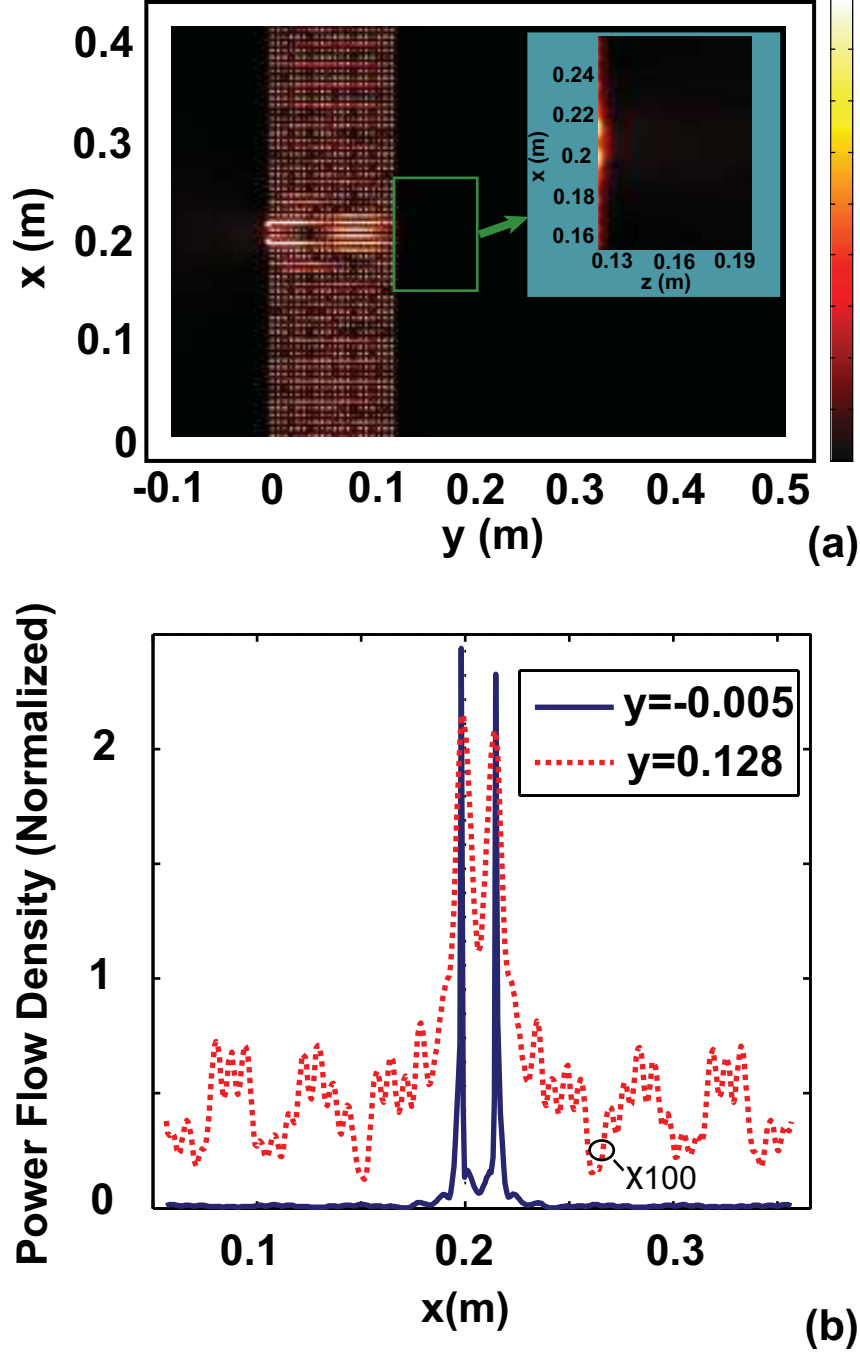 0.4
0.3
0.2
0.1
0
x (m)
-0.1 0 0.1 0.2 0.3 0.4 0.5
y (m)
0.24
0.22
0.2
0.18
0.16
x (m)
0.13 0.16 0.19
z (m)
(a)
Power Flow Density (Normalized)
2
1
0
y=-0.005
y=0.128
X100
0.1 0.2 0.3
x(m)
(b)